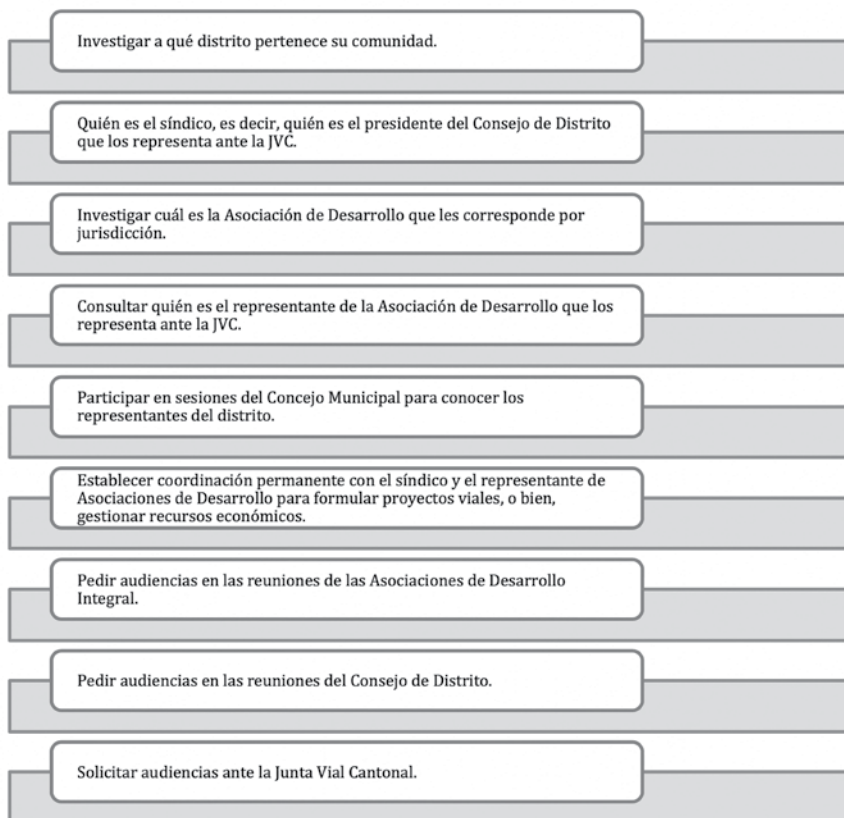 Investigar a qué distrito pertenece su comunidad.
Quién es el síndico, es decir, quién es el presidente del Consejo de Distrito
que los representa ante la JVC.
Investigar cuál es la Asociación de Desarrollo que les corresponde por
jurisdicción.
Consultar quién es el representante de la Asociación de Desarrollo que los
representa ante la JVC.
Participar en sesiones del Concejo Municipal para conocer los
representantes del distrito.
Establecer coordinación permanente con el síndico y el representante de
Asociaciones de Desarrollo para formular proyectos viales, o bien,
gestionar recursos económicos.
Pedir audiencias en las reuniones de las Asociaciones de Desarrollo
Integral.
Pedir audiencias en las reuniones del Consejo de Distrito.
Solicitar audiencias ante la Junta Vial Cantonal.